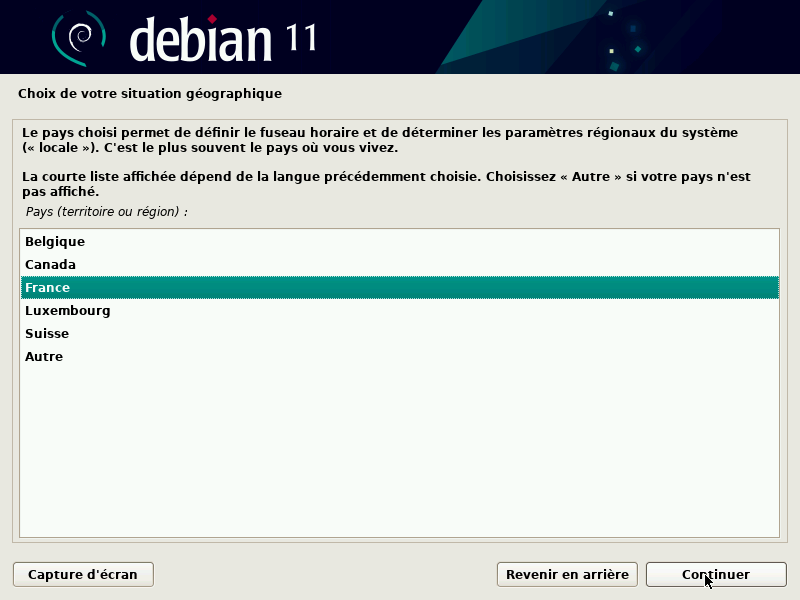 debian 11
Choix de votre situation géographique
Le pays choisi permet de définir le fuseau horaire et de déterminer les paramètres régionaux du système
(« locale »). C'est le plus souvent le pays où vous vivez.
La courte liste affichée dépend de la langue précédemment choisie. Choisissez « Autre » si votre pays n'est
pas affiché.
Pays (territoire ou région) :
Belgique
Canada
France
Luxembourg
Suisse
Autre
Capture d'écran
Revenir en arrière
Continuer